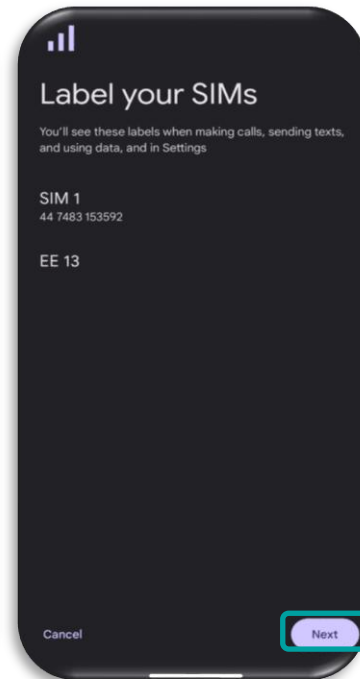 Label your SIMs
You'll see these labels when making calls, sending texts,
and using data, and in Settings
SIM 1
44 7483 153592
EE 13
Cancel
Next